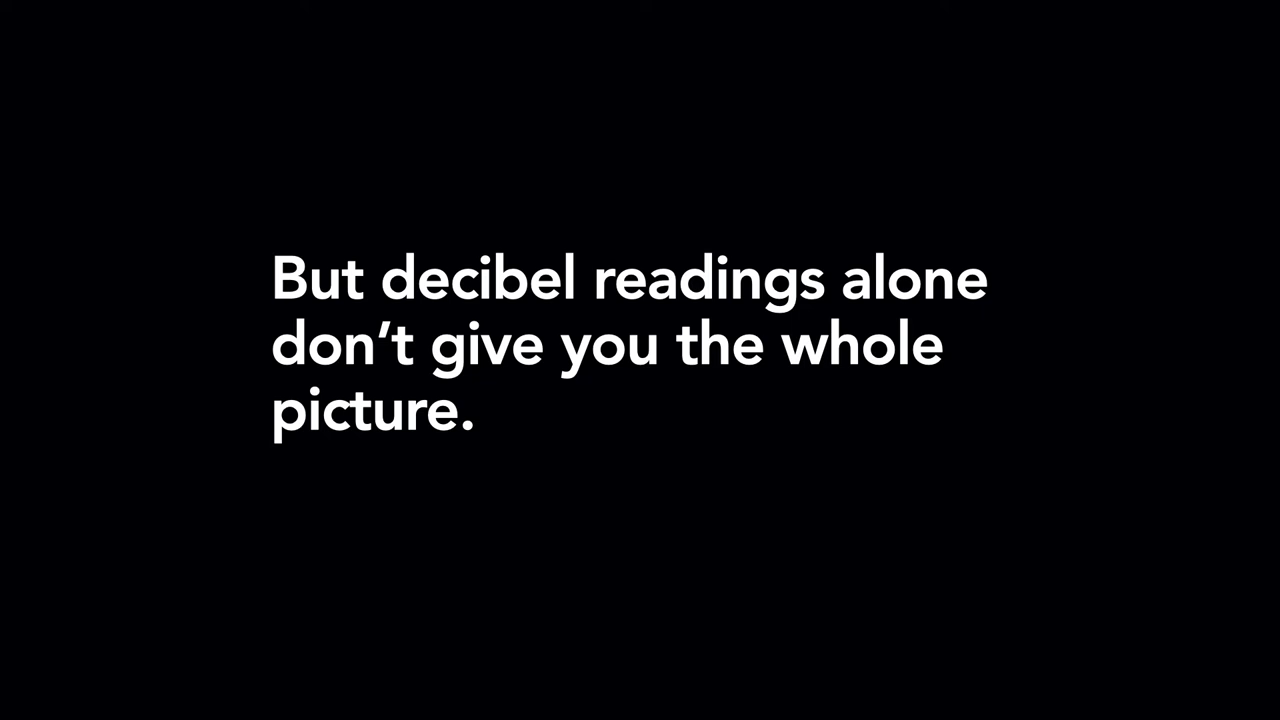 But decibel readings alone
don’t give you the whole
picture.